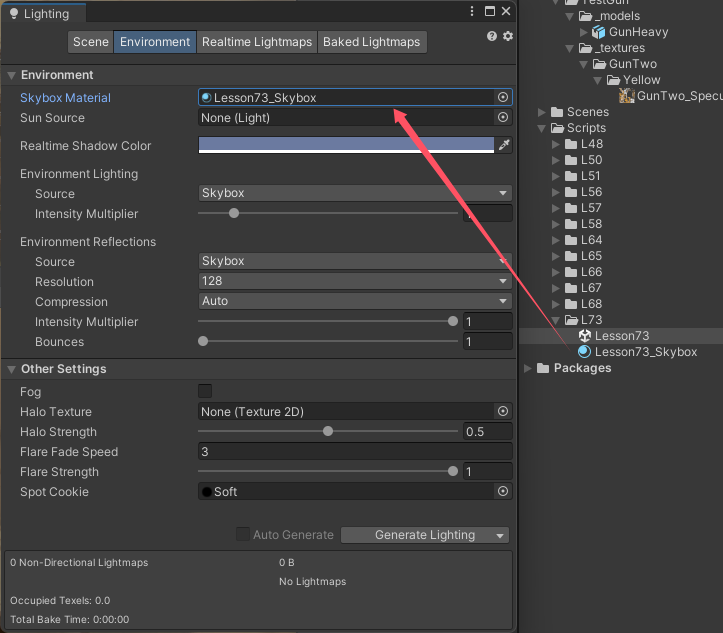 Lighting
Scene
Environment
Realtime Lightmaps
Baked Lightmaps
Environment
Skybox Material
Lesson73_Skybox
Sun Source
None (Light)
Realtime Shadow Color
Environment Lighting
Source
Skybox
Intensity Multiplier
Environment Reflections
Source
Skybox
Resolution
128
Compression
Auto
Intensity Multiplier
1
Bounces
1
Other Settings
Fog
Halo Texture
None (Texture 2D)
Halo Strength
0.5
Flare Fade Speed
3
Flare Strength
1
Spot Cookie
Soft
Auto Generate
Generate Lighting
0 Non-Directional Lightmaps
0 B
No Lightmaps
Occupied Texels: 0.0
Total Bake Time: 0:00:00
TestGun
_models
GunHeavy
_textures
GunTwo
Yellow
GunTwo_Specu
Scenes
Scripts
L48
L50
L51
L56
L57
L58
L64
L65
L66
L67
L68
L73
Lesson73
Lesson73_Skybox
Packages